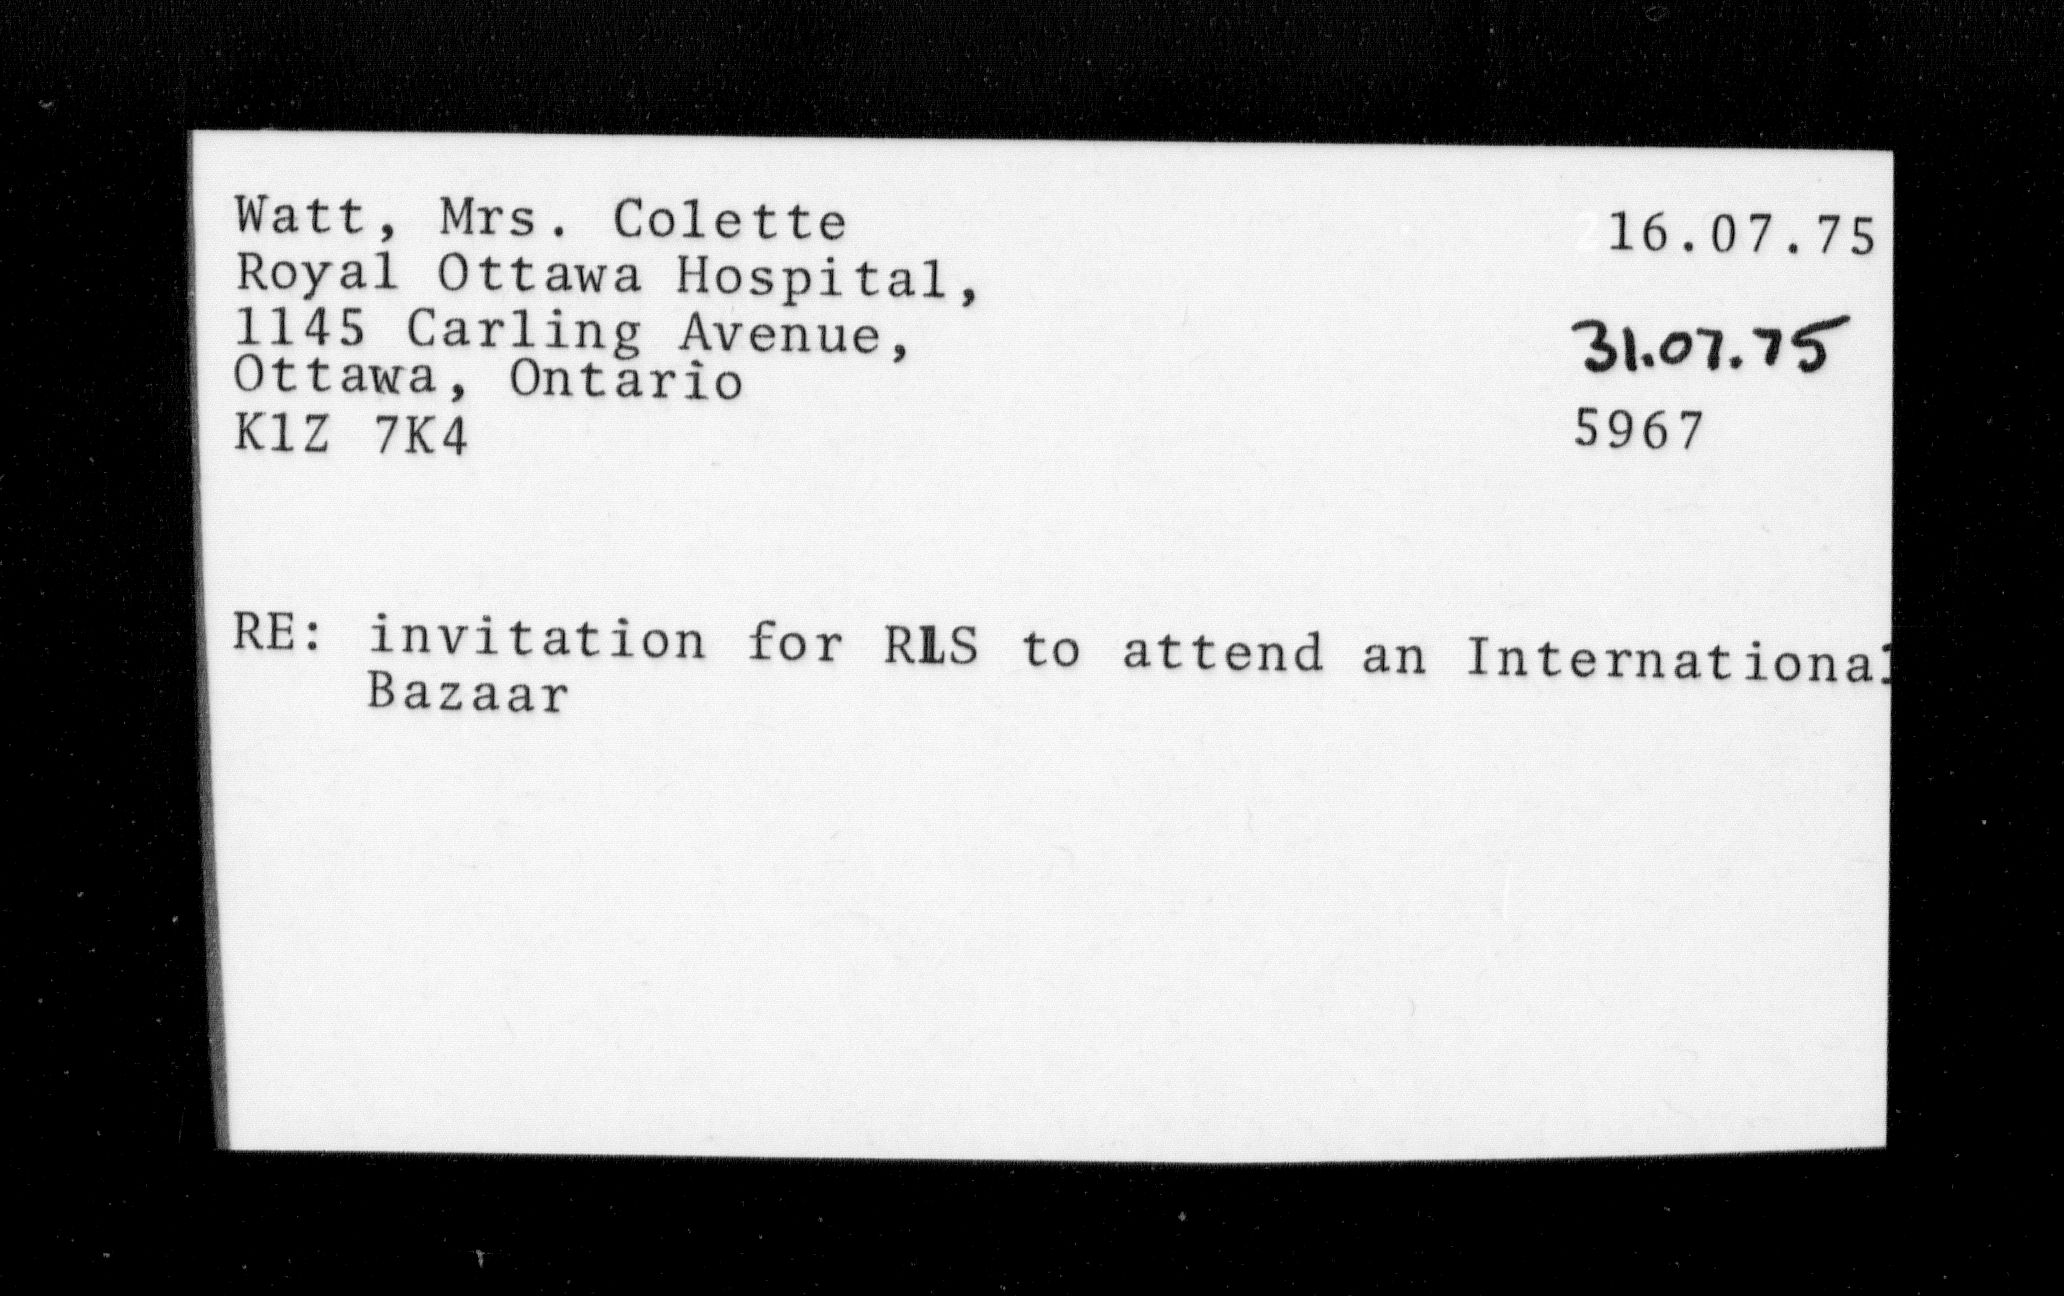 Watt, Mrs. Colette 16.07.75
Royal Ottawa Hospital,
1145 Carling Avenue, 31.07.75
Ottawa, Ontario
K1Z 7K4 5967
RE: invitation for RLS to attend an International
Bazaar